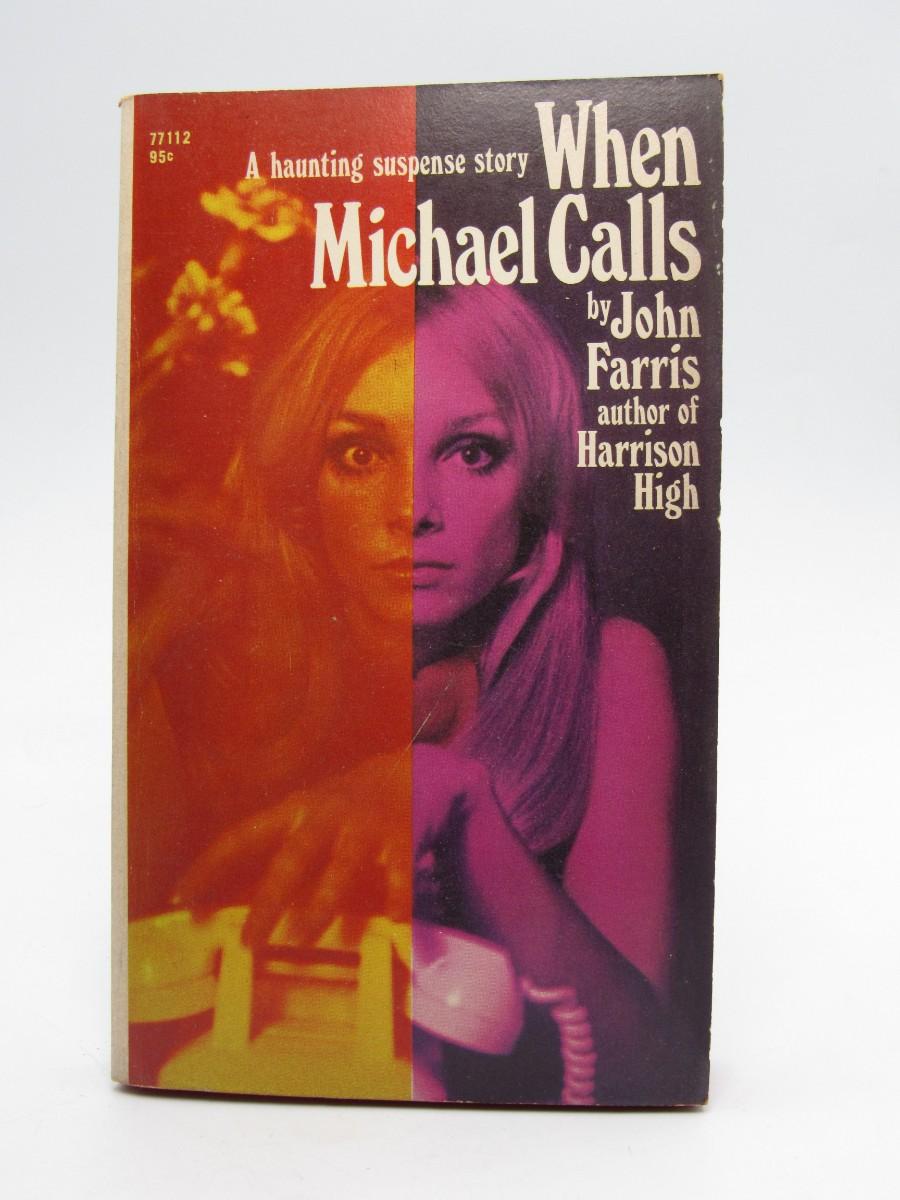 77112
95c
A haunting suspense story When
Michael Calls
by John
Farris
author of
Harrison
High